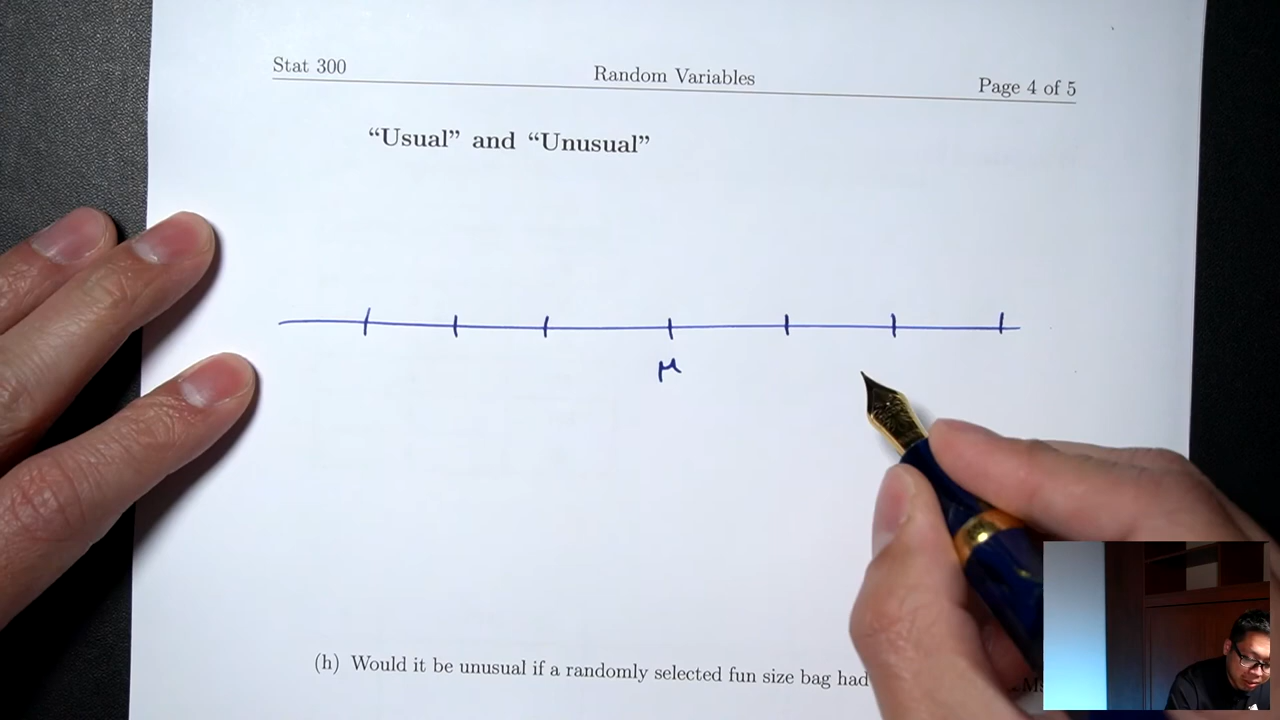 Stat 300 Random Variables Page 4 of 5
“Usual” and “Unusual”
μ
(h) Would it be unusual if a randomly selected fun size bag had